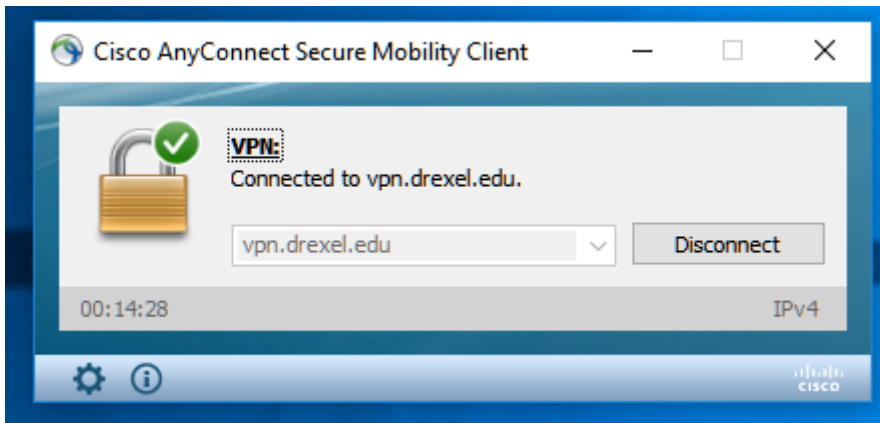 Cisco AnyConnect Secure Mobility Client
VPN:
Connected to vpn.drexel.edu.
vpn.drexel.edu
Disconnect
00:14:28
IPv4
CISCO